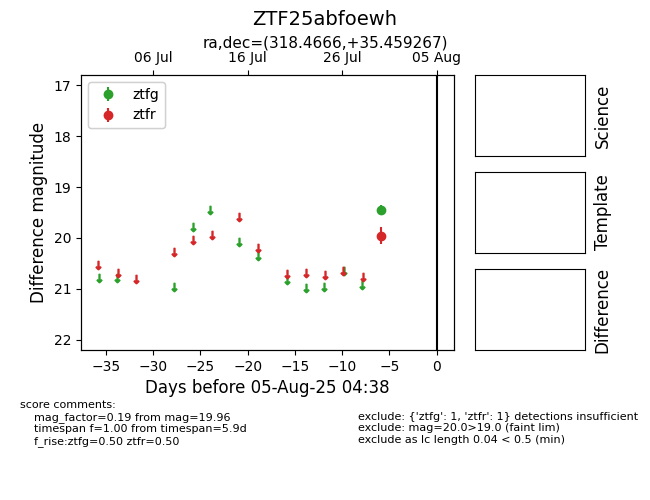 ZTF25abfoewh
ra,dec=(318.4666,+35.459267)
06 Jul 16 Jul 26 Jul 05 Aug
ztfg
ztfr
17
18
19
20
21
22
Difference magnitude
−35 −30 −25 −20 −15 −10 −5 0
Days before 05-Aug-25 04:38
Science
Template
Difference
score comments:
mag_factor=0.19 from mag=19.96
timespan f=1.00 from timespan=5.9d
f_rise:ztfg=0.50 ztfr=0.50
exclude: {'ztfg': 1, 'ztfr': 1} detections insufficient
exclude: mag=20.0>19.0 (faint lim)
exclude as lc length 0.04 < 0.5 (min)